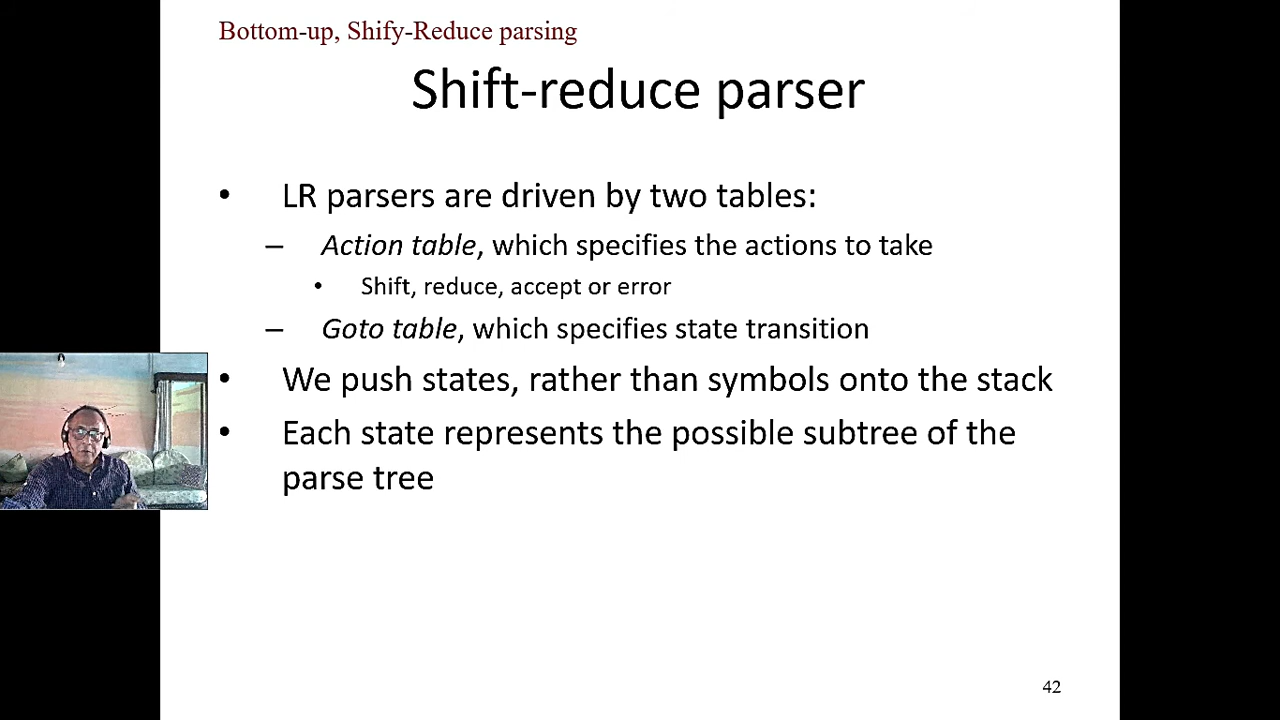 Bottom-up, Shify-Reduce parsing
Shift-reduce parser
• LR parsers are driven by two tables:
– Action table, which specifies the actions to take
• Shift, reduce, accept or error
– Goto table, which specifies state transition
• We push states, rather than symbols onto the stack
• Each state represents the possible subtree of the
parse tree
42